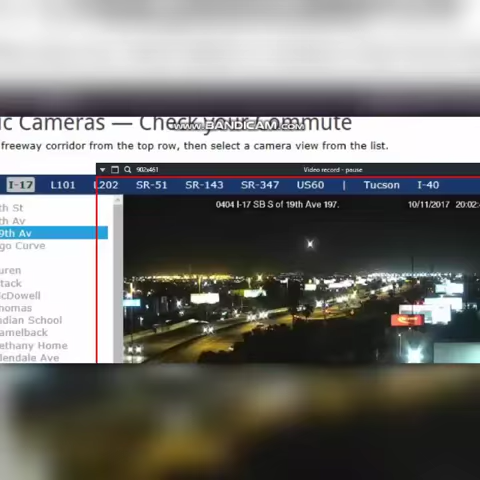 ic Cameras — Check Your Commute
www.BANDICAM.com
freeway corridor from the top row, then select a camera view from the list.
902x461 Video record - pause
I-17 L101 L202 SR-51 SR-143 SR-347 US60 | Tucson I-40
th St
th Av
9th Av
go Curve
0404 I-17 SB S of 19th Ave 197. 10/11/2017 20:02:
uren
tack
cDowell
homas
ndian School
amelback
ethany Home
lendale Ave